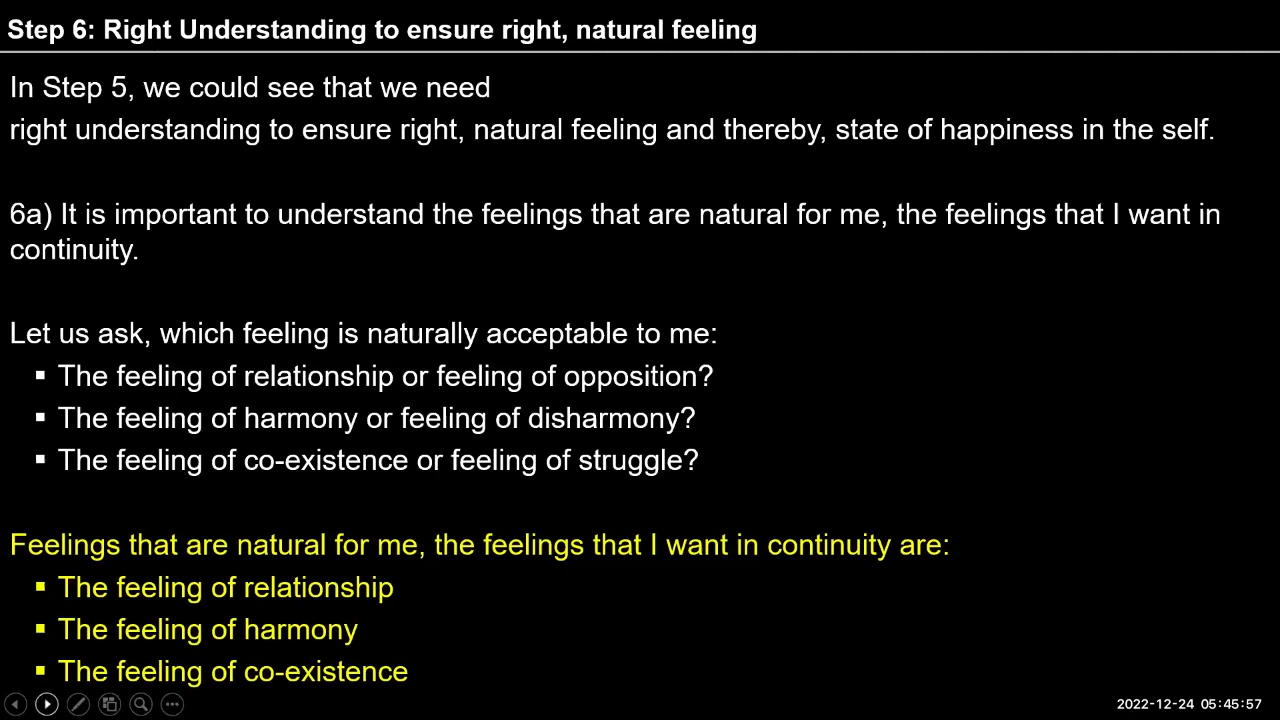 Step 6: Right Understanding to ensure right, natural feeling
In Step 5, we could see that we need
right understanding to ensure right, natural feeling and thereby, state of happiness in the self.
6a) It is important to understand the feelings that are natural for me, the feelings that I want in
continuity.
Let us ask, which feeling is naturally acceptable to me:
▪ The feeling of relationship or feeling of opposition?
▪ The feeling of harmony or feeling of disharmony?
▪ The feeling of co-existence or feeling of struggle?
Feelings that are natural for me, the feelings that I want in continuity are:
▪ The feeling of relationship
▪ The feeling of harmony
▪ The feeling of co-existence
2022-12-24 05:45:57